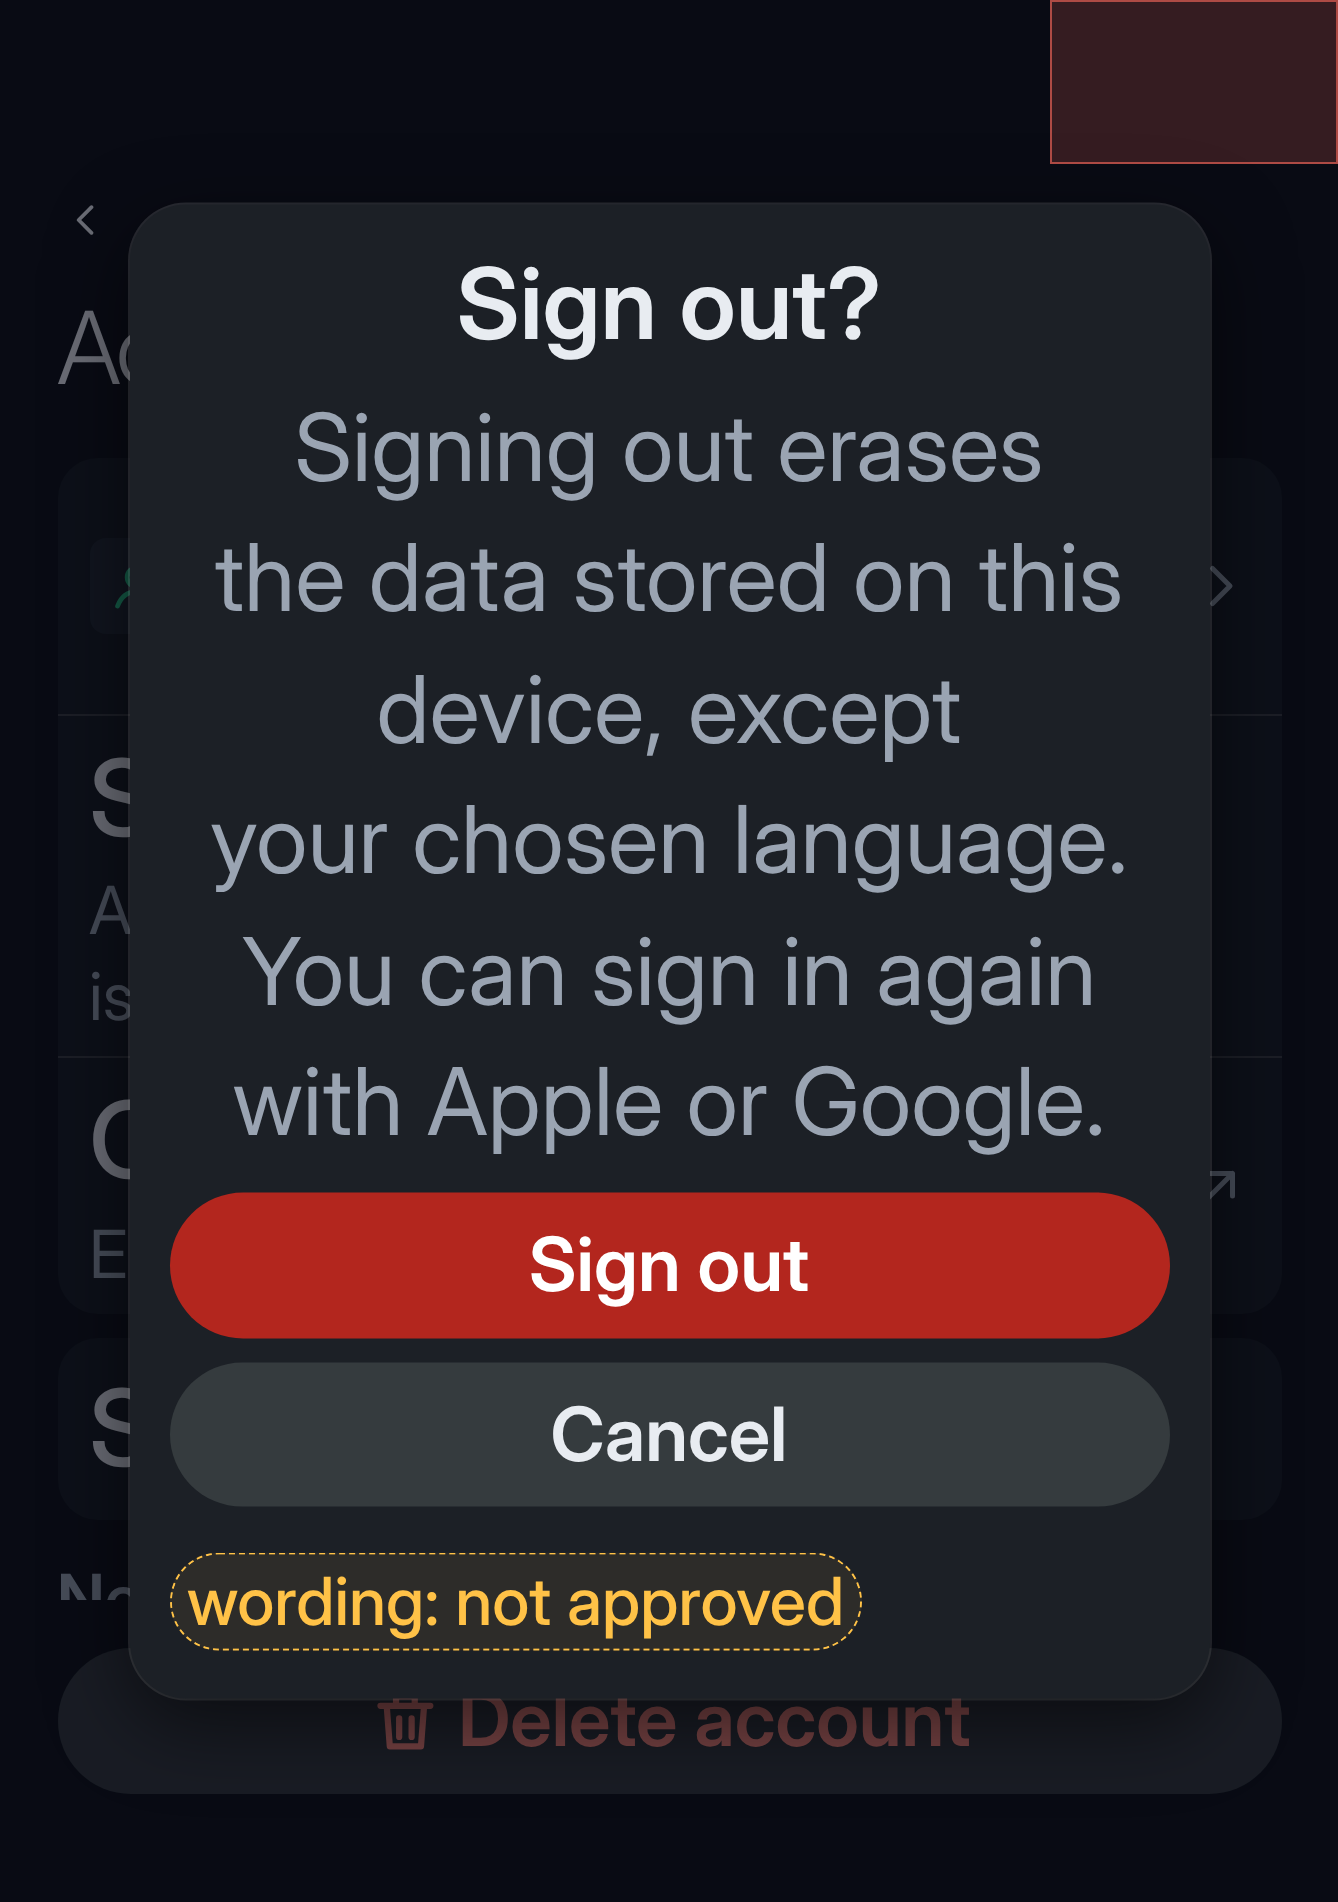 Sign out?
Signing out erases
the data stored on this
device, except
your chosen language.
You can sign in again
with Apple or Google.
Sign out
Cancel
wording: not approved
Delete account